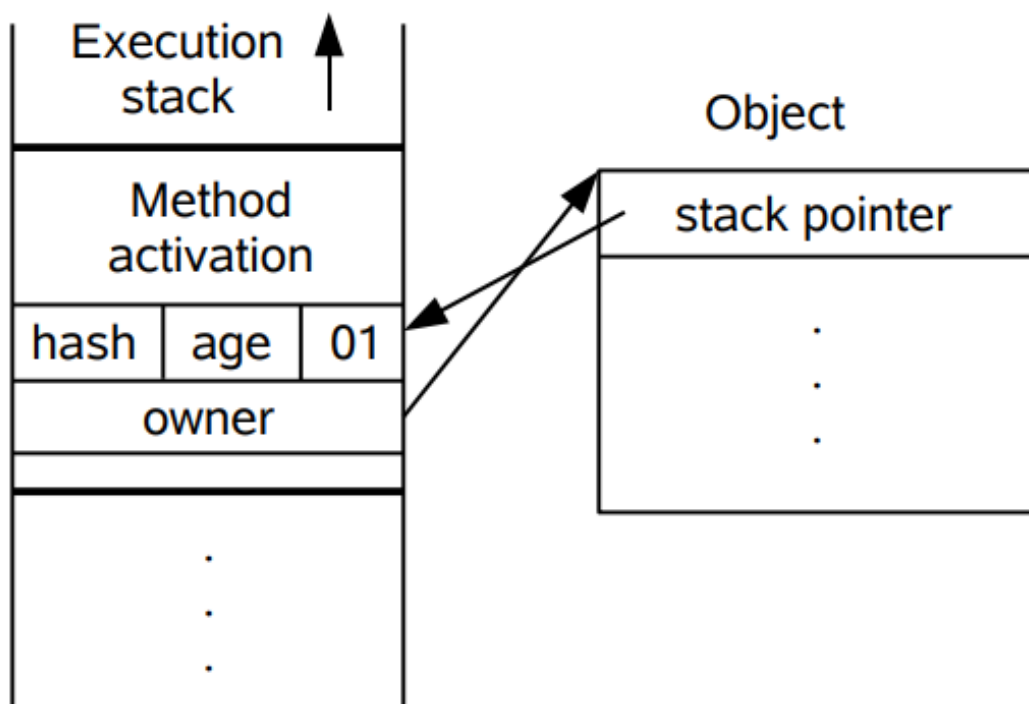 Execution
stack
Object
Method
activation
stack pointer
hash age 01
owner